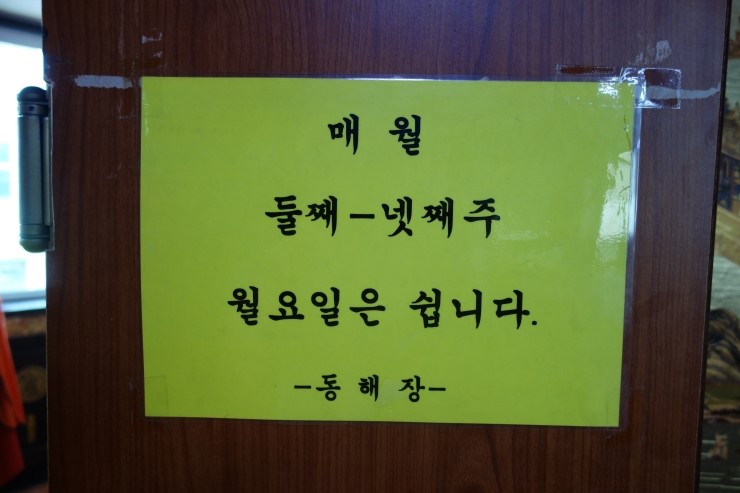 매 월
둘째-넷째주
월요일은 쉽니다.
-동 해 장-